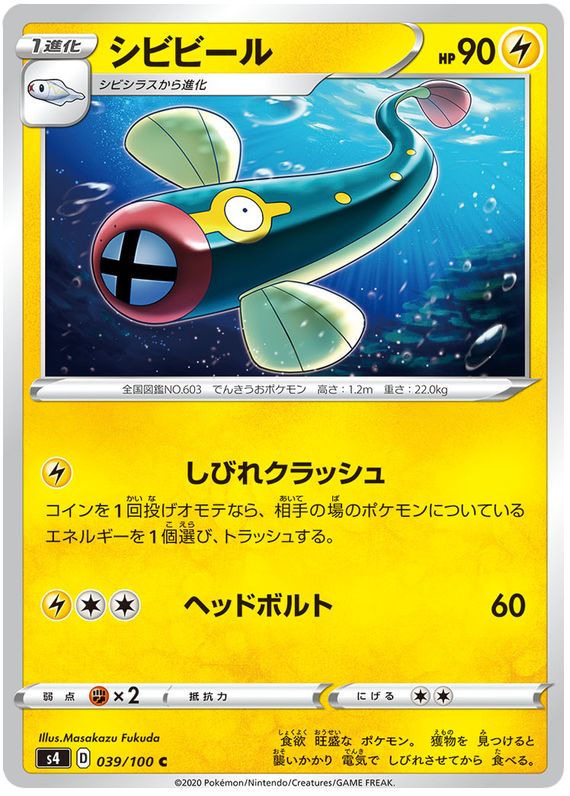 1進化 シビビール HP90
シビシラスから進化
全国図鑑NO.603 でんきうおポケモン 高さ：1.2m 重さ：22.0kg
しびれクラッシュ
コインを1回投げオモテなら、相手の場のポケモンについている
エネルギーを1個選び、トラッシュする。
ヘッドボルト 60
弱点 ×2 抵抗力 にげる
Illus.Masakazu Fukuda
s4 D 039/100 C
食欲 旺盛な ポケモン。 獲物を 見つけると
襲いかかり 電気で しびれさせてから 食べる。
©2020 Pokémon/Nintendo/Creatures/GAME FREAK.